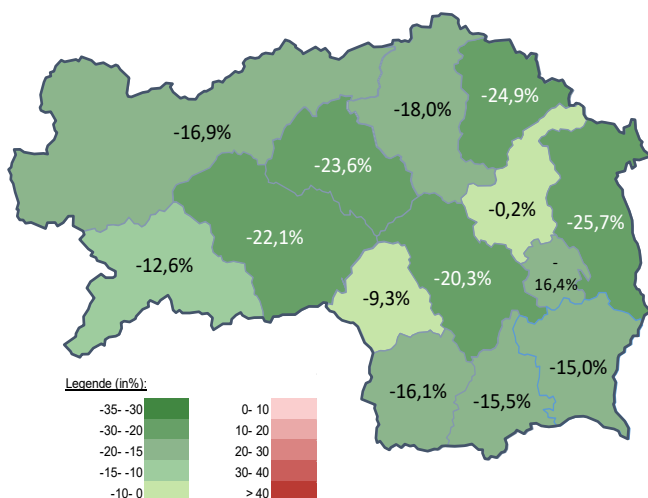 -24,9%
-18,0%
-16,9%
-23,6%
-0,2%
-25,7%
-22,1%
-12,6%
-20,3%
-
16,4%
-9,3%
-15,0%
-16,1%
-15,5%
Legende (in%):
-35- -30 0- 10
-30- -20 10- 20
-20- -15 20- 30
-15- -10 30- 40
-10- 0 > 40